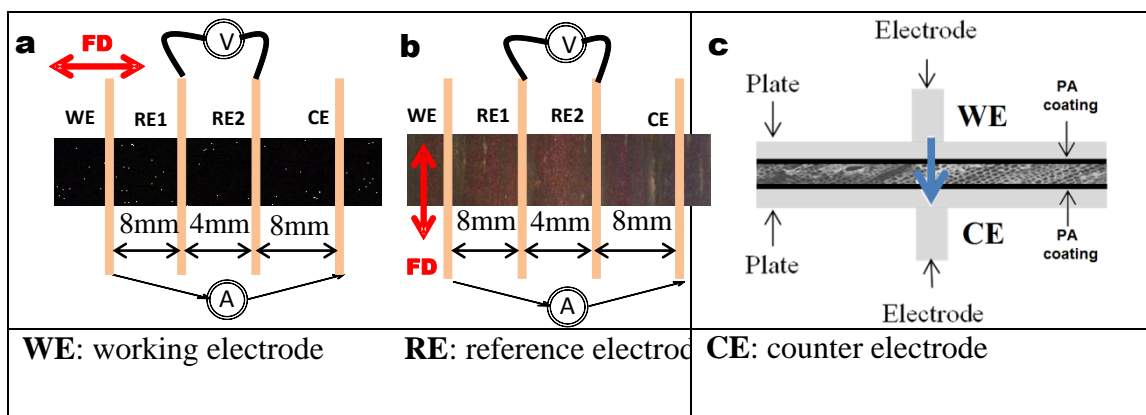 a
FD
V
WE
RE1
RE2
CE
8mm
4mm
8mm
A
b
V
WE
RE1
RE2
CE
8mm
4mm
8mm
FD
A
c
Electrode
Plate
WE
PA
coating
CE
Plate
PA
coating
Electrode
WE: working electrode
RE: reference electrod
CE: counter electrode